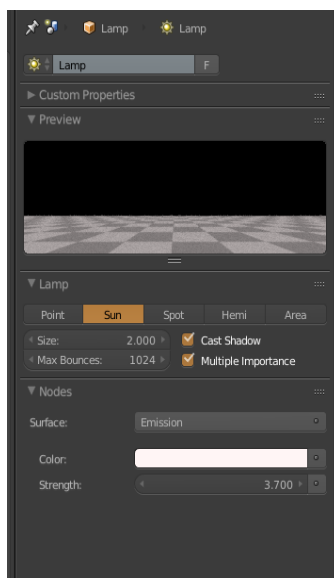 Lamp Lamp
Lamp F
Custom Properties
Preview
Lamp
Point Sun Spot Hemi Area
Size: 2.000 Cast Shadow
Max Bounces: 1024 Multiple Importance
Nodes
Surface: Emission
Color:
Strength: 3.700